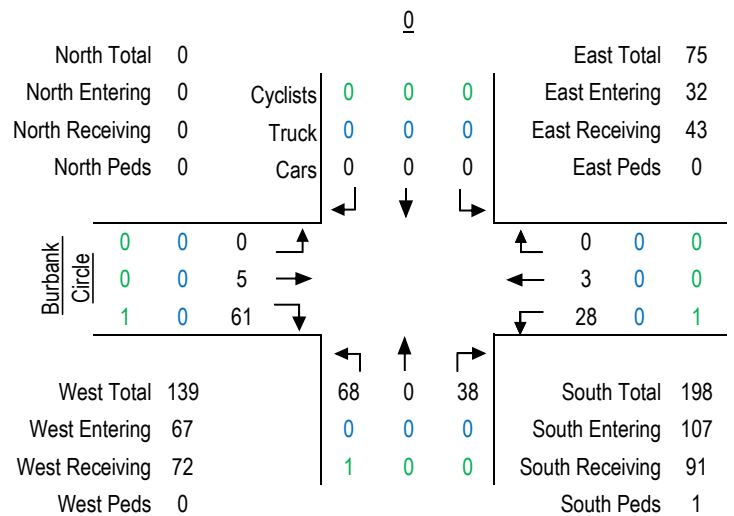 0
North Total 0
East Total 75
North Entering 0
Cyclists 0 0 0
East Entering 32
North Receiving 0
Truck 0 0 0
East Receiving 43
North Peds 0
Cars 0 0 0
East Peds 0
Burbank
Circle
0 0 0
0 0 0
0 0 5
3 0 0
1 0 61
28 0 1
West Total 139
68 0 38
South Total 198
West Entering 67
0 0 0
South Entering 107
West Receiving 72
1 0 0
South Receiving 91
West Peds 0
South Peds 1